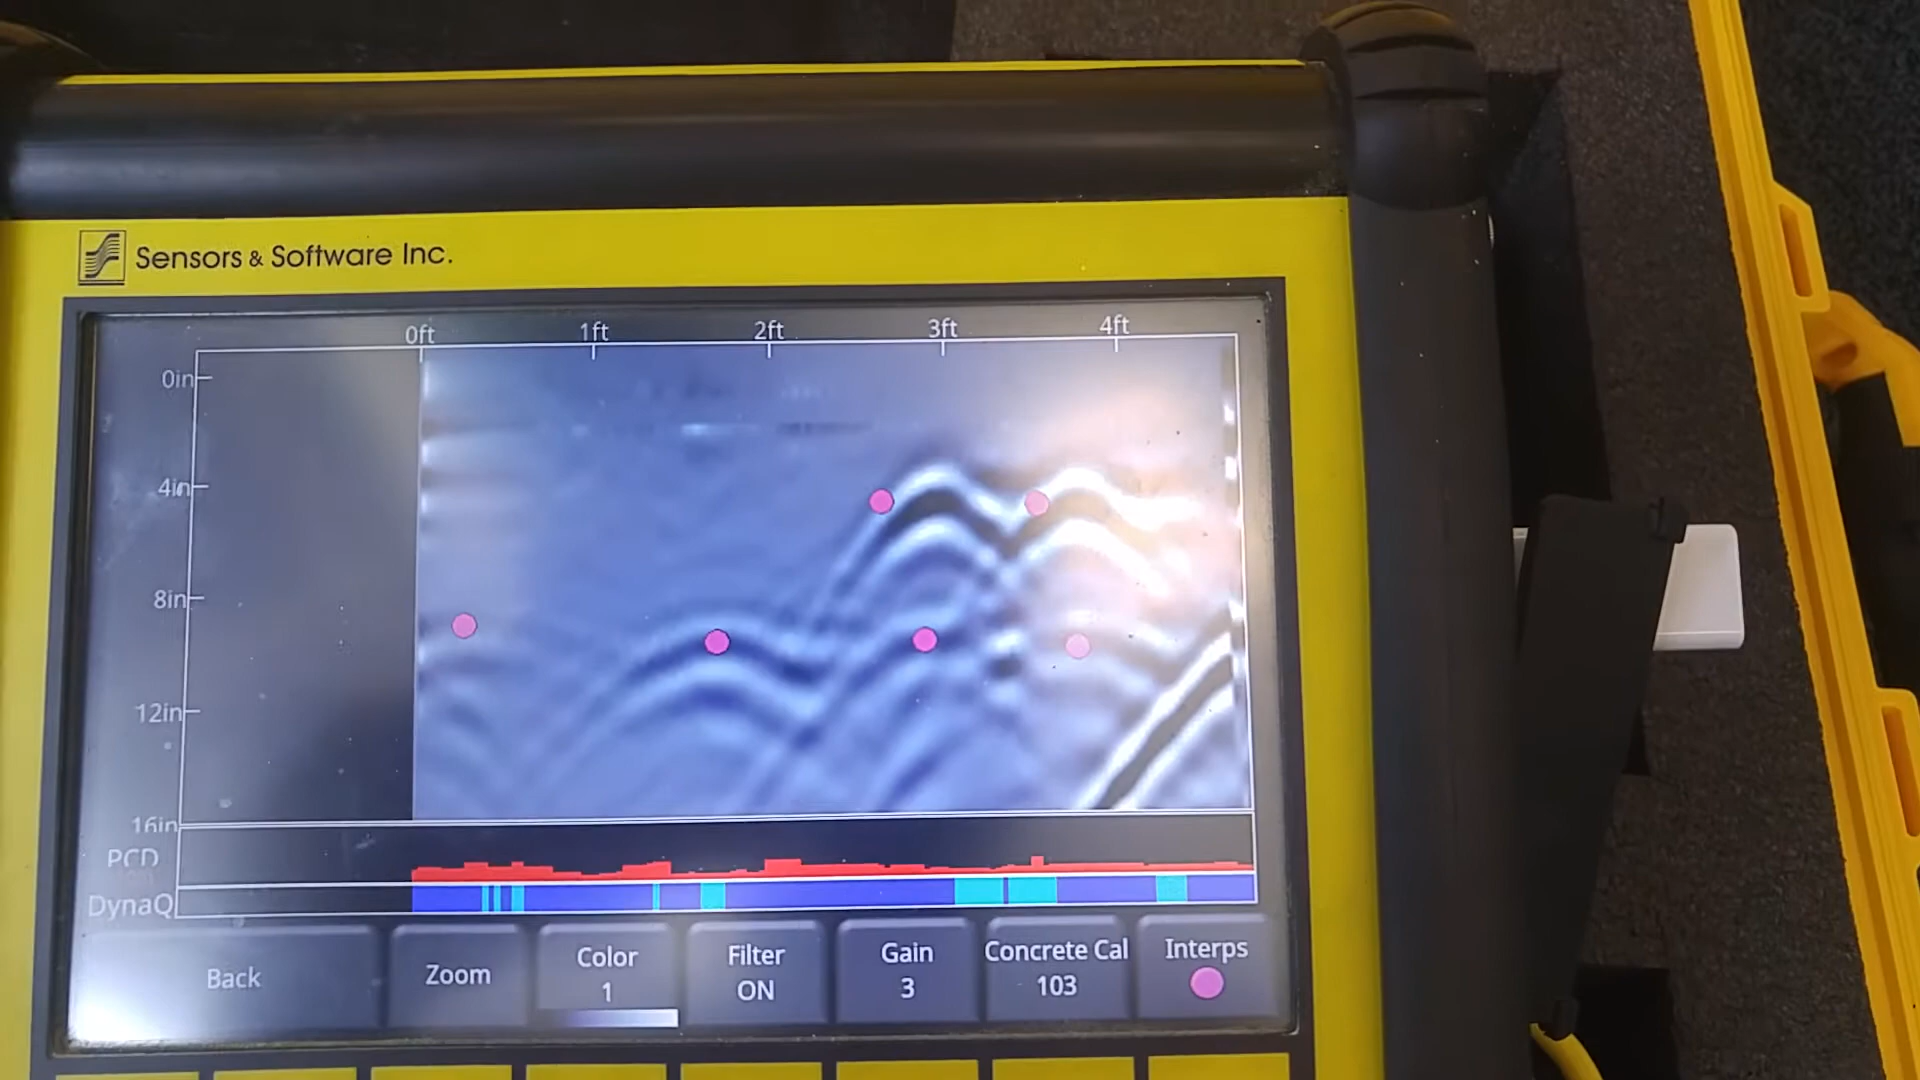 Sensors & Software Inc.
0ft 1ft 2ft 3ft 4ft
0in
4in
8in
12in
16in
PCD
DynaQ
Back
Zoom
Color
1
Filter
ON
Gain
3
Concrete Cal
103
Interps